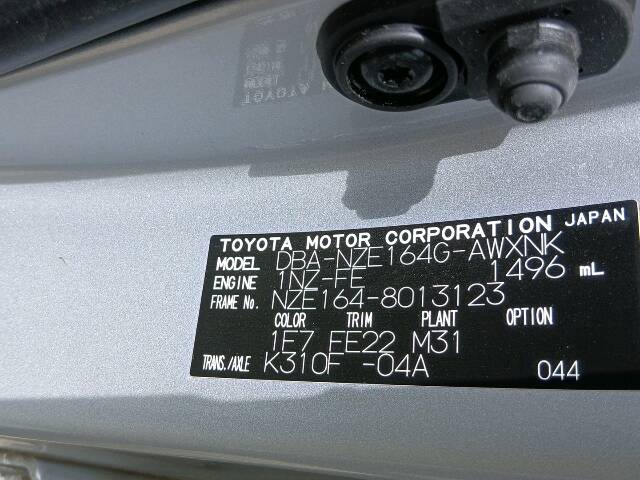 TOYOTA MOTOR CORPORATION JAPAN
MODEL DBA-NZE164G-AWXNK
ENGINE 1NZ-FE 1496 mL
FRAME No. NZE164-8013123
COLOR TRIM PLANT OPTION
1E7 FE22 M31
TRANS./AXLE K310F -04A 044